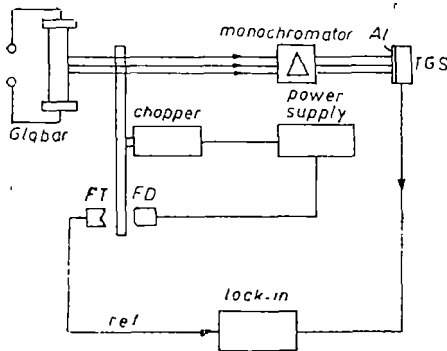 monochromator
Al
TGS
power
supply
Globar
chopper
FT
FD
lock-in
ref